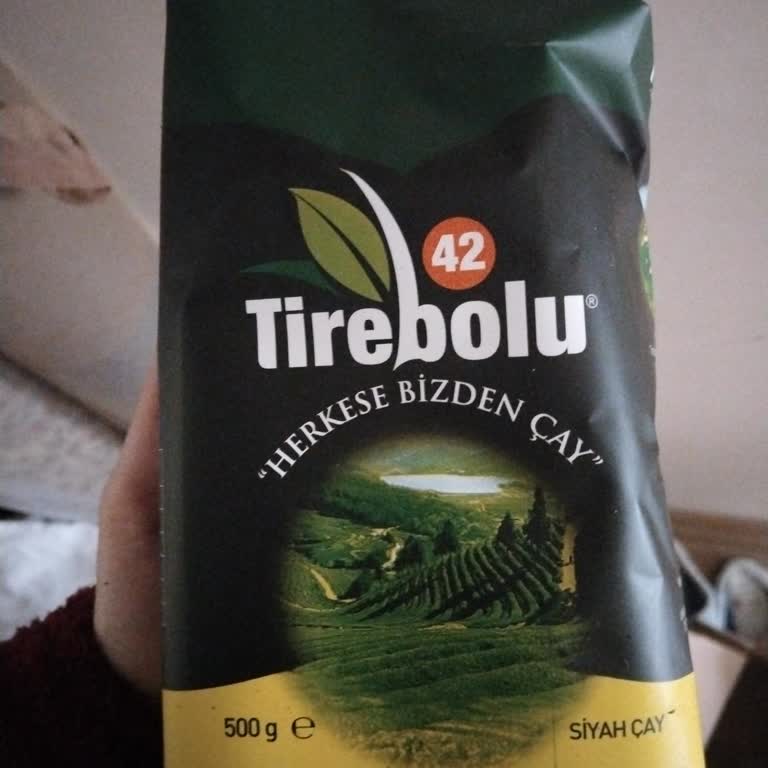 42
Tirebolu®
"HERKESE BİZDEN ÇAY"
500 g ℮
SİYAH ÇAY